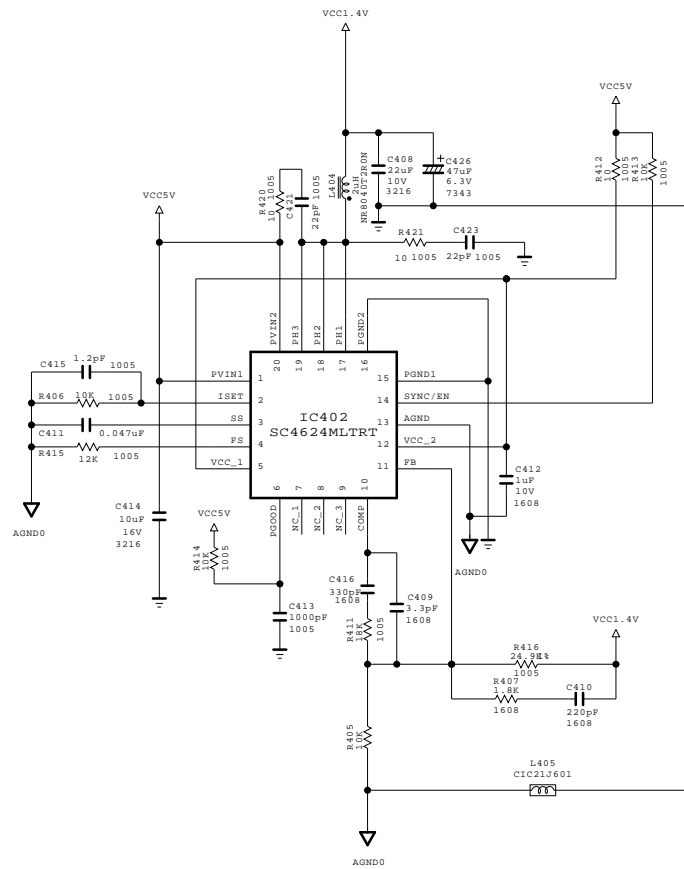 VCC1.4V
VCC5V
C408
22uF
10V
3216
C426
+
47uF
6.3V
7343
L404
2uH
NR8040T2R0N
R412
10
1005
R413
10K
1005
R420
10
1005
C421
22pF
1005
VCC5V
R421
10
1005
C423
22pF
1005
PVIN2
PH3
PH2
PH1
PGND2
20
19
18
17
16
C415
1.2pF
1005
R406
10K
1005
C411
0.047uF
R415
12K
1005
PVIN1
ISET
SS
FS
VCC_1
1
2
3
4
5
IC402
SC4624MLTRT
15
14
13
12
11
PGND1
SYNC/EN
AGND
VCC_2
FB
6
7
8
9
10
PGOOD
NC_1
NC_2
NC_3
COMP
C412
1uF
10V
1608
AGND0
C414
10uF
16V
3216
VCC5V
R414
10K
1005
AGND0
C413
1000pF
1005
C416
330pF
1608
C409
3.3pF
1608
R411
18K
1005
VCC1.4V
R416
1005
R407
1.8K
1608
C410
220pF
1608
R405
10K
L405
CIC21J601
AGND0